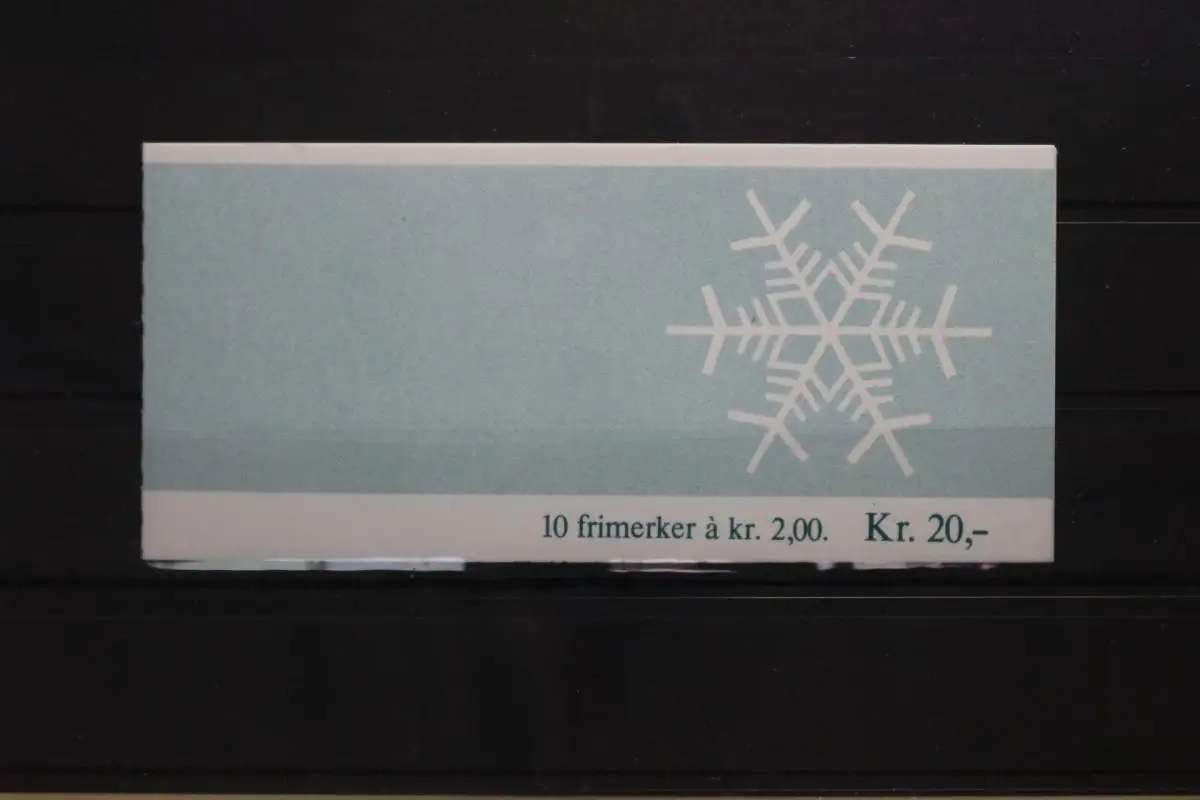 10 frimerker à kr. 2,00. Kr. 20,–